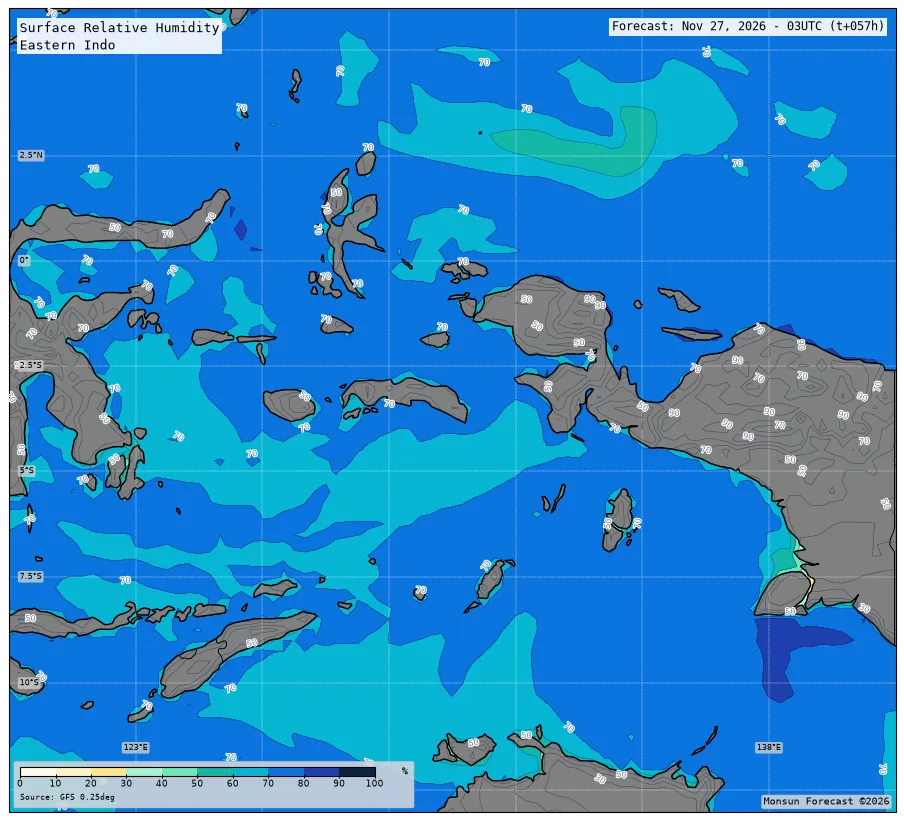 Surface Relative Humidity
Eastern Indo
Forecast: Nov 27, 2026 - 03UTC (t+057h)
2.5°N
0°
2.5°S
5°S
7.5°S
10°S
123°E
138°E
0 10 20 30 40 50 60 70 80 90 100
%
Source: GFS 0.25deg
Monsun Forecast ©2026